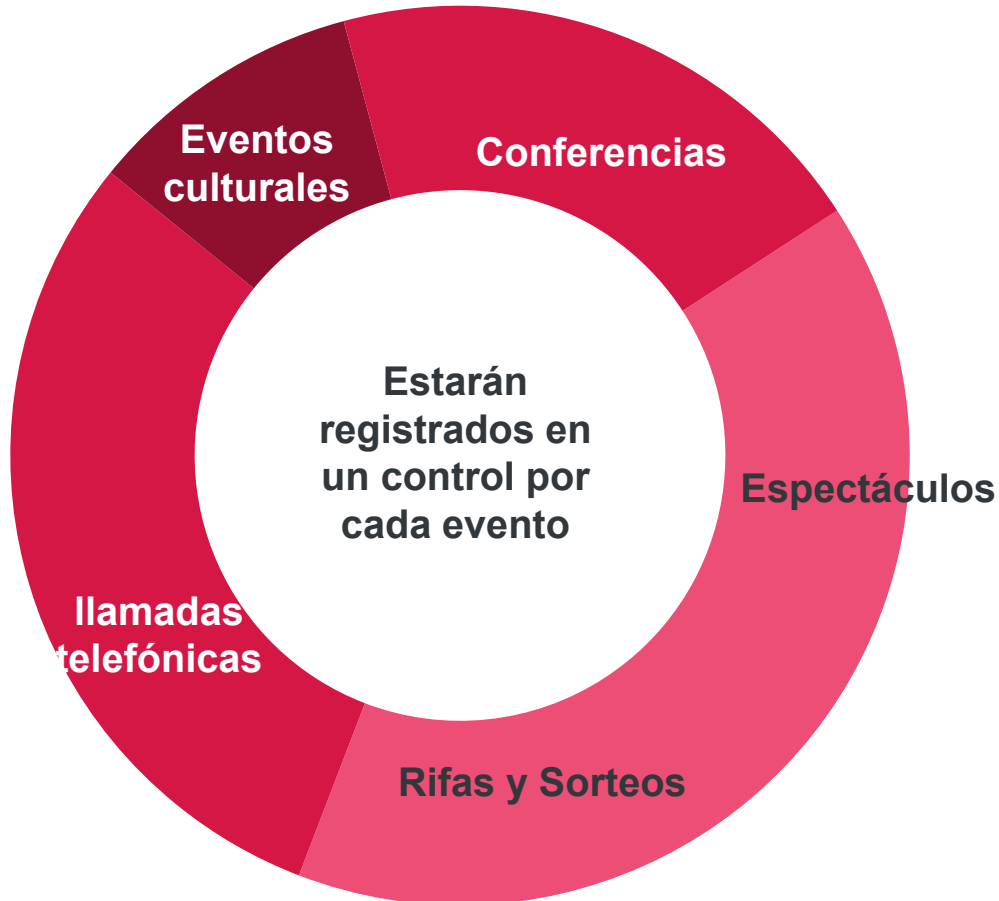 Eventos
culturales
Conferencias
Estarán
registrados en
un control por
cada evento
Espectáculos
llamadas
telefónicas
Rifas y Sorteos